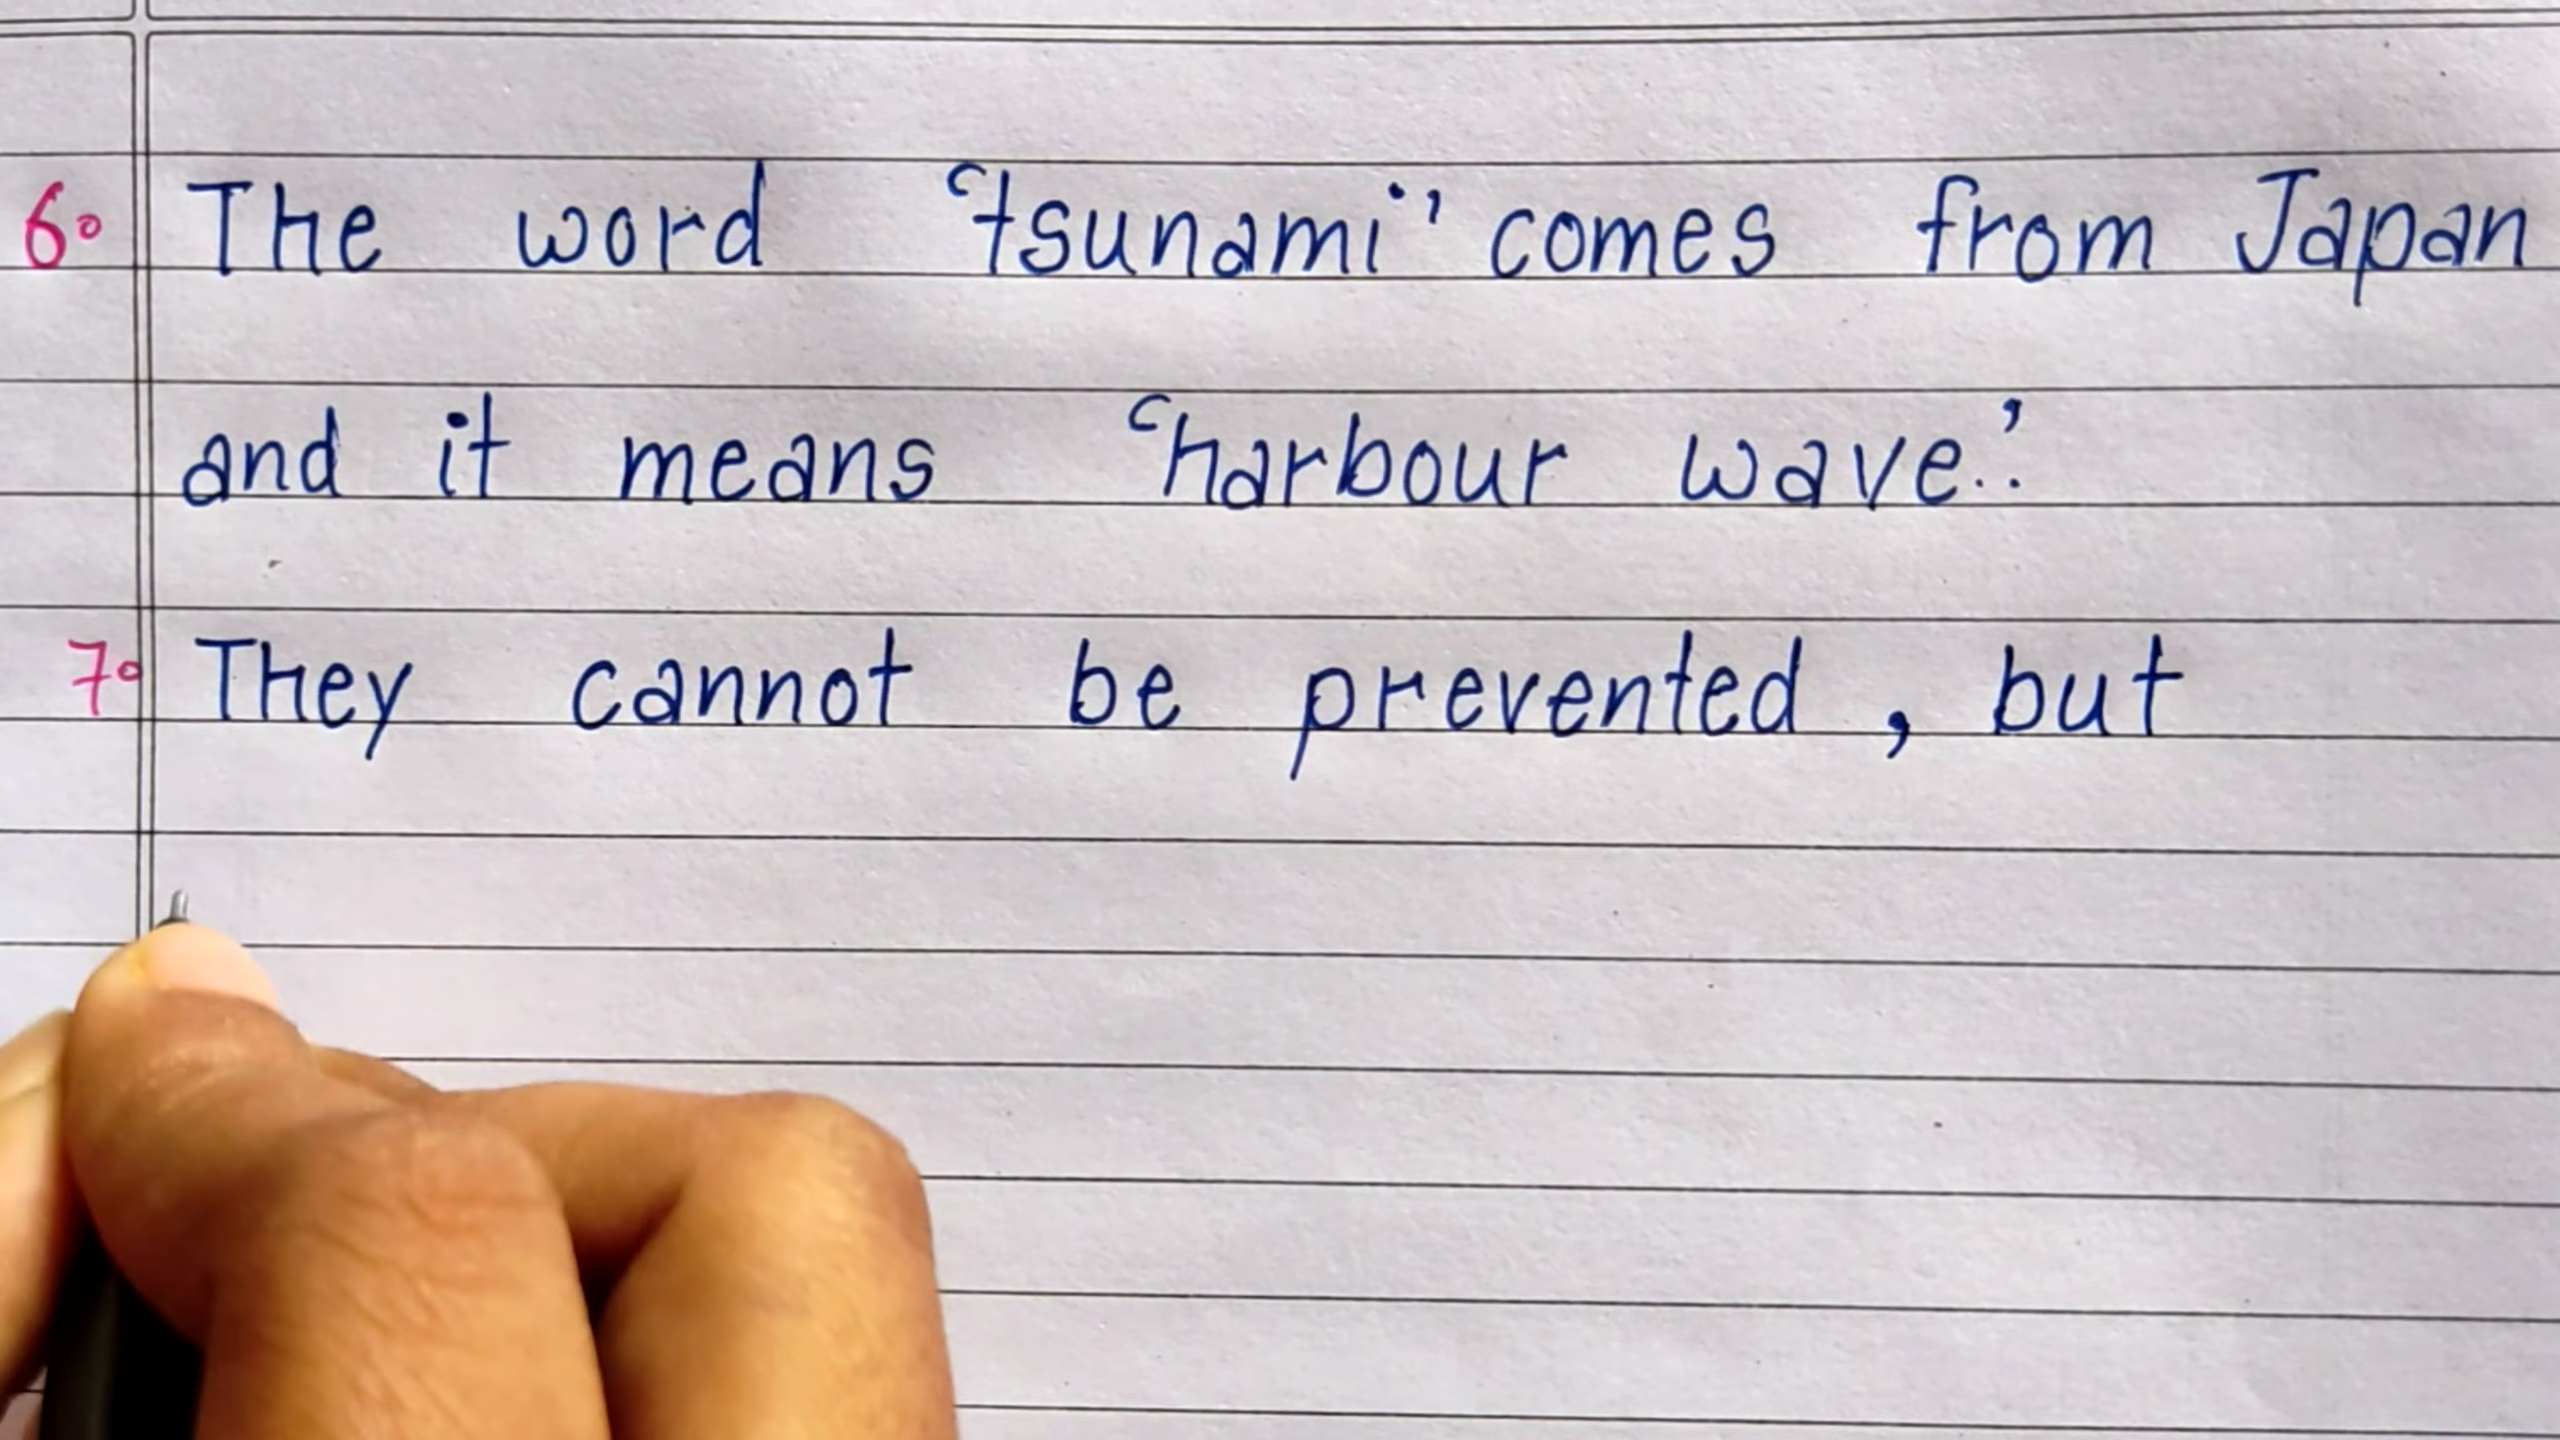 6. The word 'tsunami' comes from Japan
and it means 'harbour wave.'
7. They cannot be prevented, but